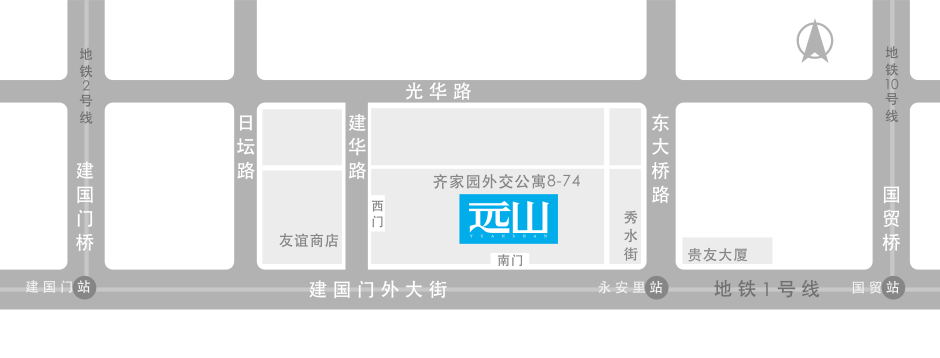 地铁2号线
地铁10号线
光华路
日坛路
建华路
东大桥路
建国门桥
国贸桥
齐家园外交公寓8-74
西门
远山
YUANSHAN
秀水街
友谊商店
南门
贵友大厦
建国门站
建国门外大街
永安里站
地铁1号线
国贸站